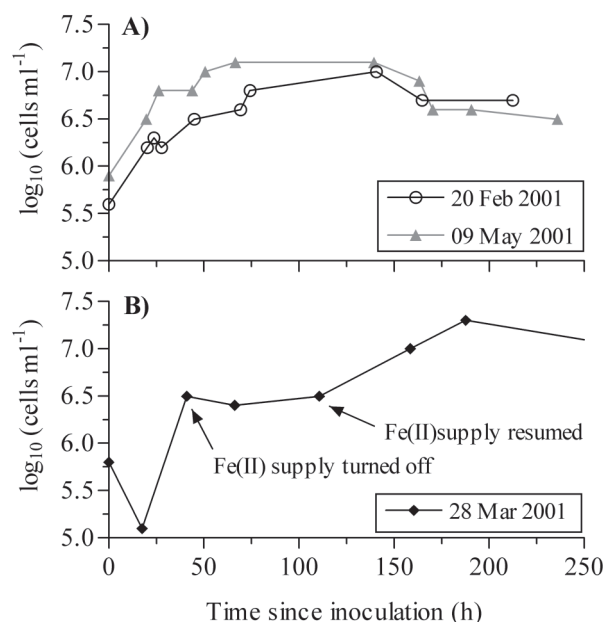 A)
log₁₀ (cells ml⁻¹)
7.5
7.0
6.5
6.0
5.5
5.0
20 Feb 2001
09 May 2001
B)
log₁₀ (cells ml⁻¹)
7.5
7.0
6.5
6.0
5.5
5.0
Fe(II)supply resumed
Fe(II) supply turned off
28 Mar 2001
0 50 100 150 200 250
Time since inoculation (h)